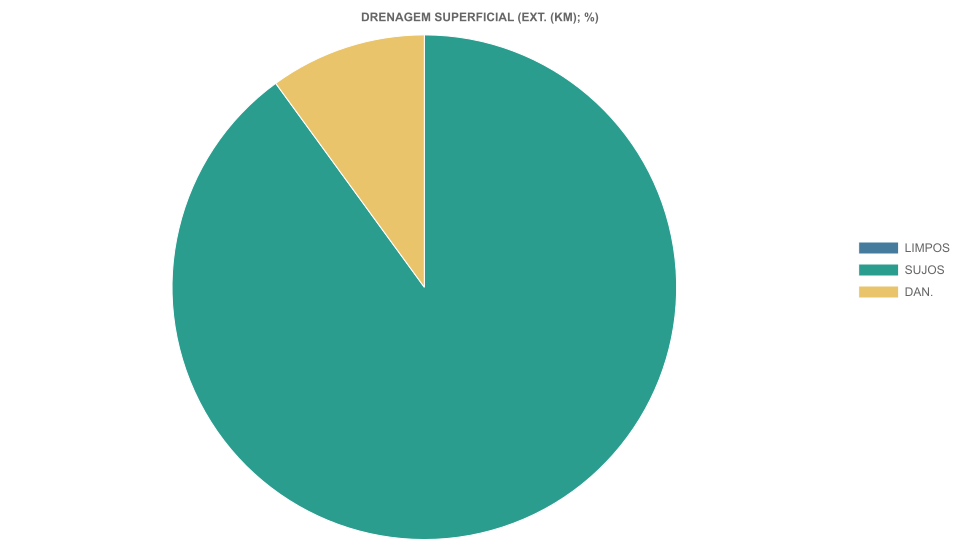 DRENAGEM SUPERFICIAL (EXT. (KM); %)
LIMPOS
SUJOS
DAN.